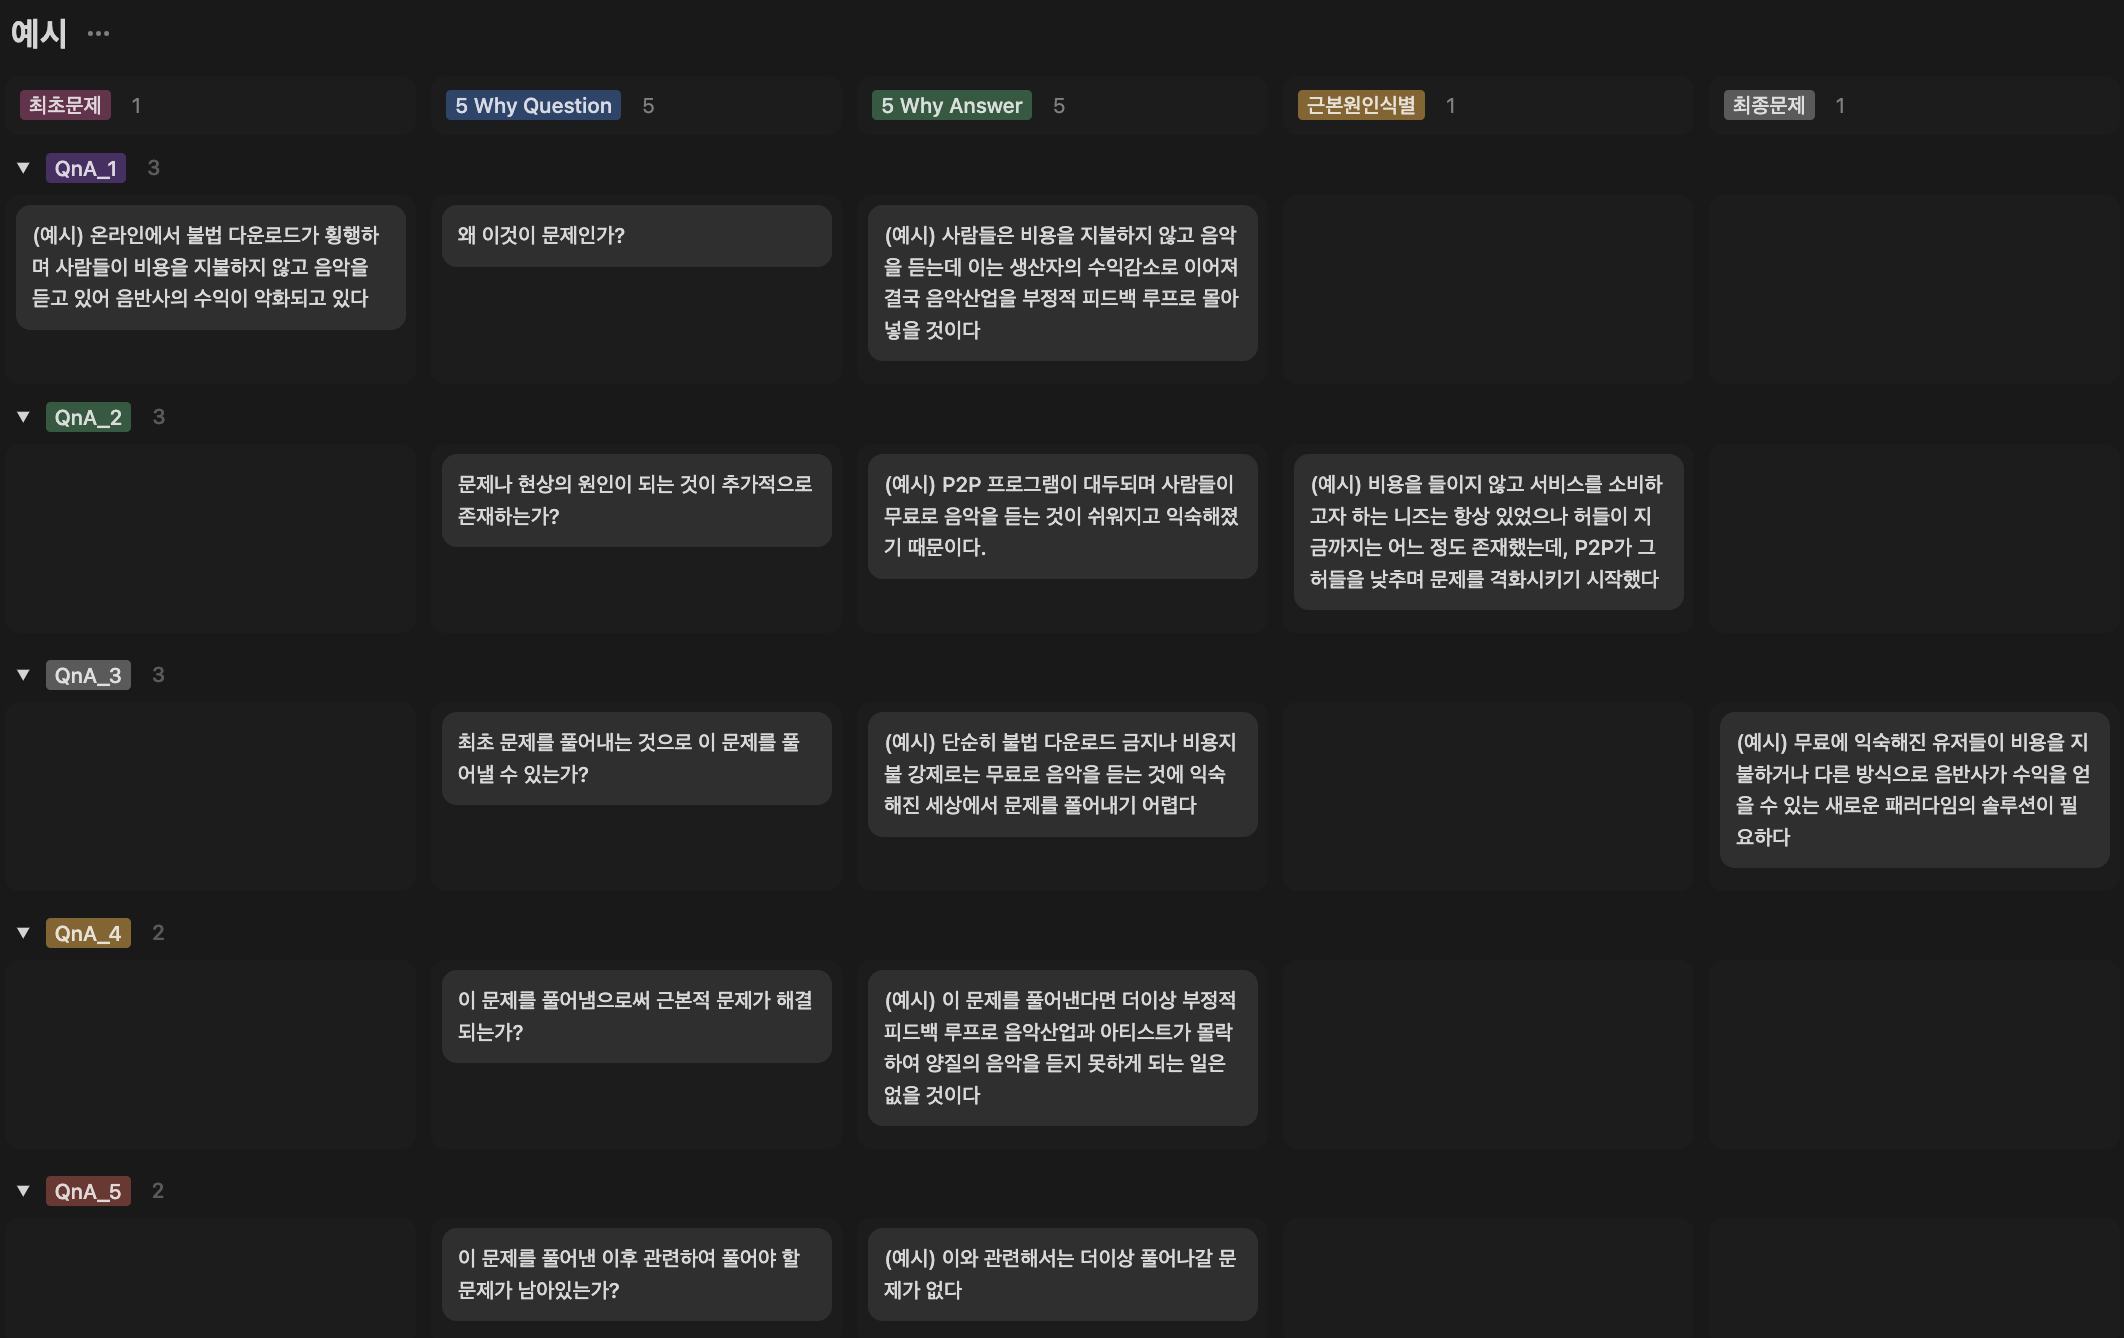 예시 ...
최초문제 1
5 Why Question 5
5 Why Answer 5
근본원인식별 1
최종문제 1
QnA_1 3
(예시) 온라인에서 불법 다운로드가 횡행하
며 사람들이 비용을 지불하지 않고 음악을
듣고 있어 음반사의 수익이 악화되고 있다
왜 이것이 문제인가?
(예시) 사람들은 비용을 지불하지 않고 음악
을 듣는데 이는 생산자의 수익감소로 이어져
결국 음악산업을 부정적 피드백 루프로 몰아
넣을 것이다
QnA_2 3
문제나 현상의 원인이 되는 것이 추가적으로
존재하는가?
(예시) P2P 프로그램이 대두되며 사람들이
무료로 음악을 듣는 것이 쉬워지고 익숙해졌
기 때문이다.
(예시) 비용을 들이지 않고 서비스를 소비하
고자 하는 니즈는 항상 있었으나 허들이 지
금까지는 어느 정도 존재했는데, P2P가 그
허들을 낮추며 문제를 격화시키기 시작했다
QnA_3 3
최초 문제를 풀어내는 것으로 이 문제를 풀
어낼 수 있는가?
(예시) 단순히 불법 다운로드 금지나 비용지
불 강제로는 무료로 음악을 듣는 것에 익숙
해진 세상에서 문제를 폴어내기 어렵다
(예시) 무료에 익숙해진 유저들이 비용을 지
불하거나 다른 방식으로 음반사가 수익을 얻
을 수 있는 새로운 패러다임의 솔루션이 필
요하다
QnA_4 2
이 문제를 풀어냄으로써 근본적 문제가 해결
되는가?
(예시) 이 문제를 풀어낸다면 더이상 부정적
피드백 루프로 음악산업과 아티스트가 몰락
하여 양질의 음악을 듣지 못하게 되는 일은
없을 것이다
QnA_5 2
이 문제를 풀어낸 이후 관련하여 풀어야 할
문제가 남아있는가?
(예시) 이와 관련해서는 더이상 풀어나갈 문
제가 없다